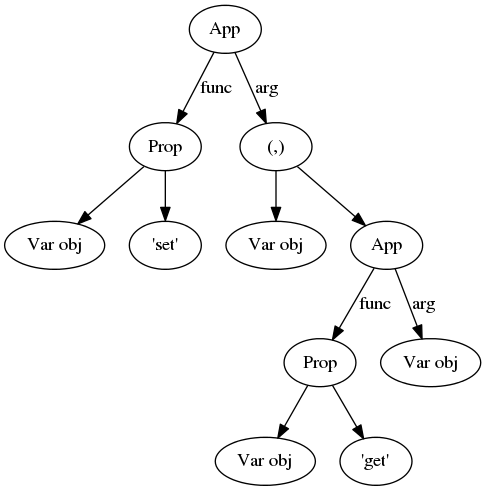 App
func arg
Prop (,)
Var obj 'set' Var obj App
func arg
Prop Var obj
Var obj 'get'